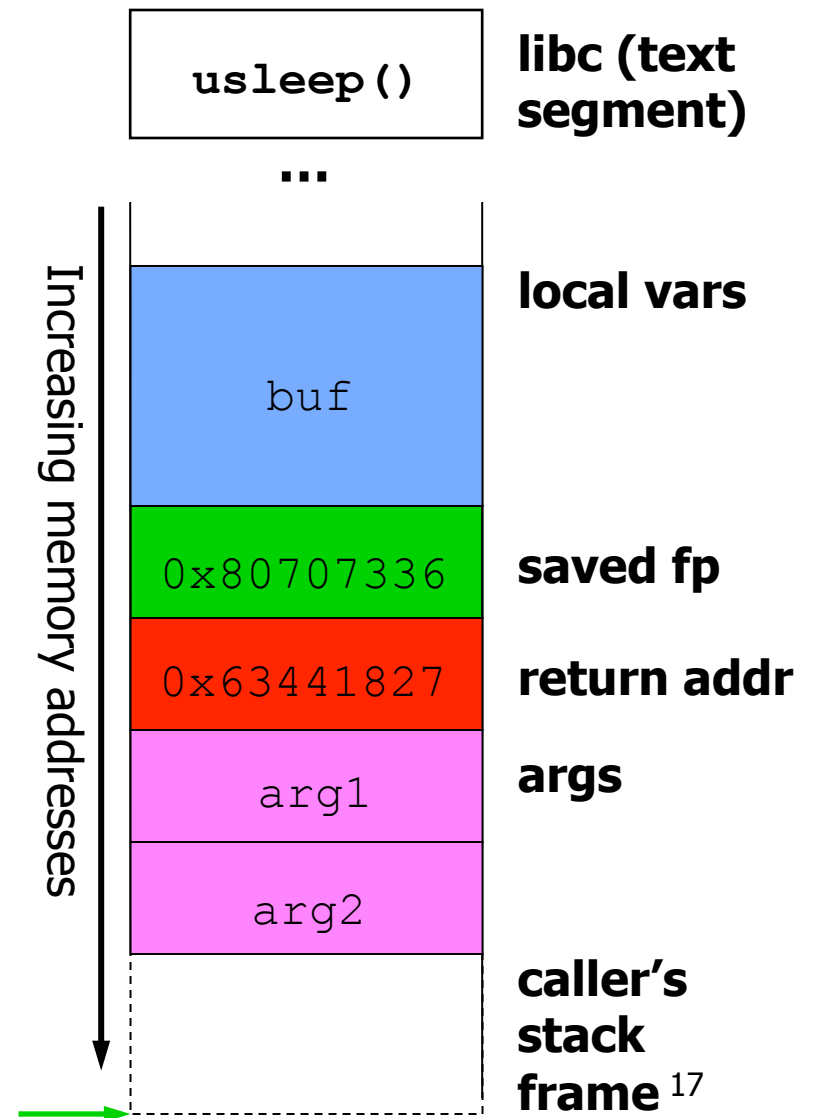 usleep()
libc (text
segment)
...
Increasing memory addresses
local vars
buf
0x80707336
saved fp
0x63441827
return addr
arg1
args
arg2
caller’s
stack
frame 17